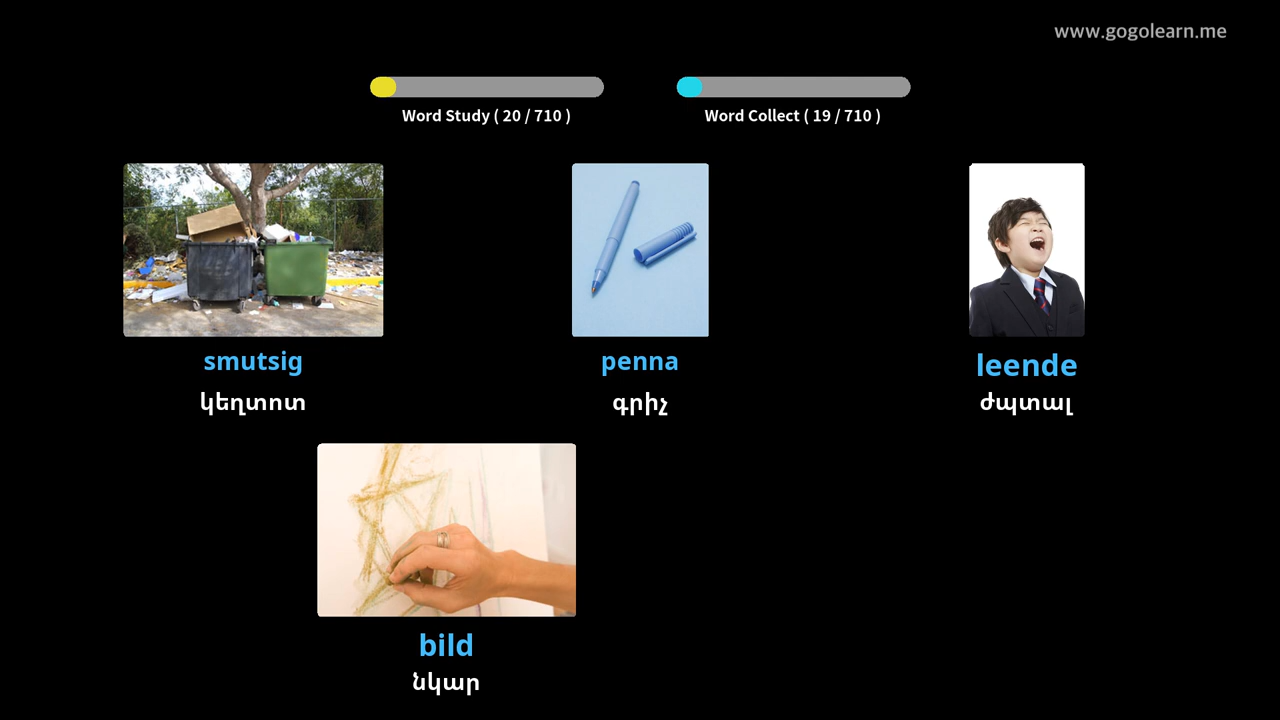 www.gogolearn.me
Word Study ( 20 / 710 )
Word Collect ( 19 / 710 )
smutsig
penna
leende
կեղտոտ
գրիչ
ժպտալ
bild
նկար